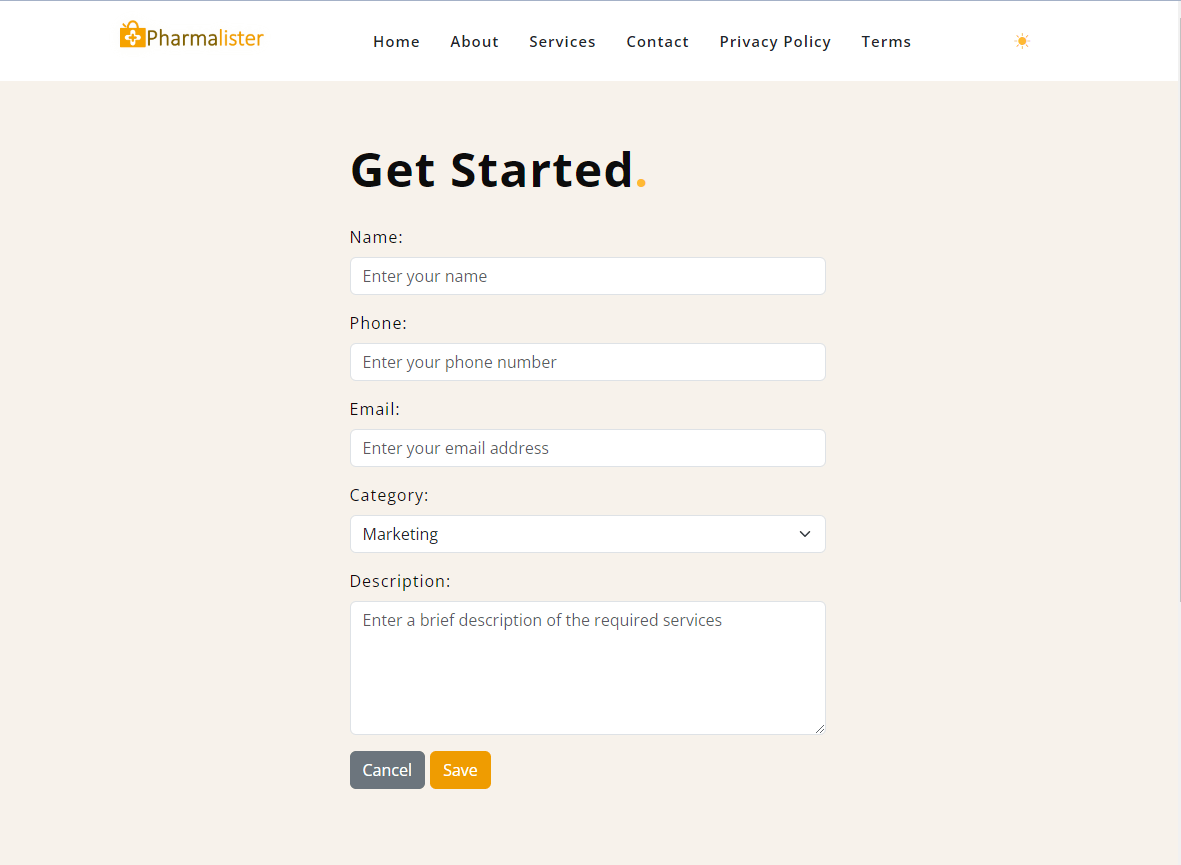 Pharmalister Home About Services Contact Privacy Policy Terms
Get Started.
Name:
Enter your name
Phone:
Enter your phone number
Email:
Enter your email address
Category:
Marketing
Description:
Enter a brief description of the required services
Cancel Save